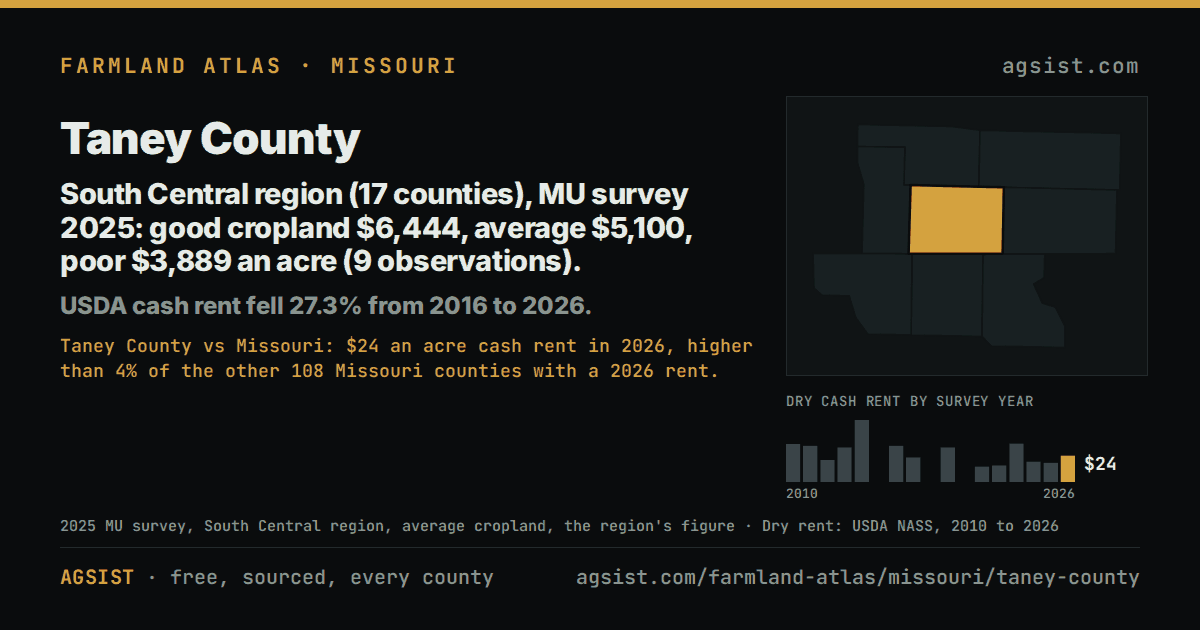 FARMLAND ATLAS · MISSOURI
agsist.com
Taney County
South Central region (17 counties), MU survey
2025: good cropland $6,444, average $5,100,
poor $3,889 an acre (9 observations).
USDA cash rent fell 27.3% from 2016 to 2026.
Taney County vs Missouri: $24 an acre cash rent in 2026, higher
than 4% of the other 108 Missouri counties with a 2026 rent.
DRY CASH RENT BY SURVEY YEAR
$24
2010 2026
2025 MU survey, South Central region, average cropland, the region's figure · Dry rent: USDA NASS, 2010 to 2026
AGSIST · free, sourced, every county
agsist.com/farmland-atlas/missouri/taney-county